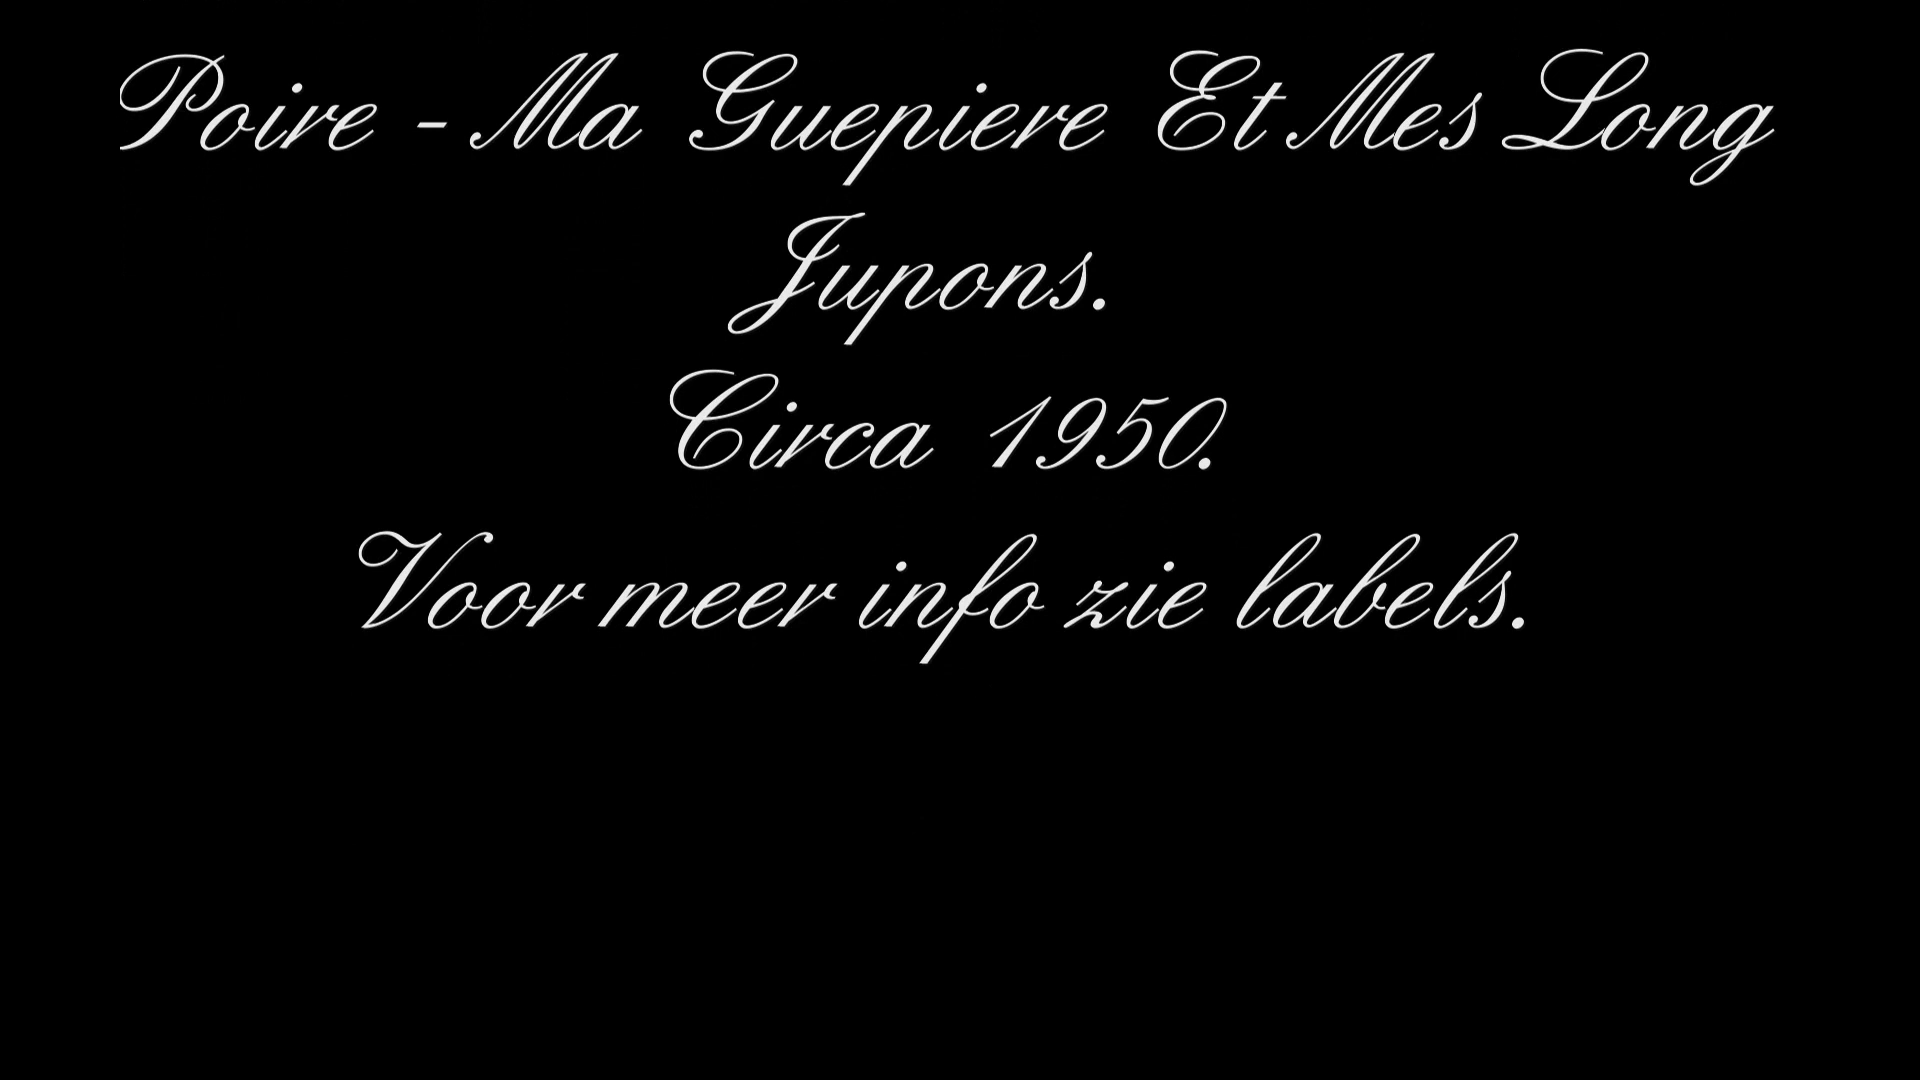 Poire - Ma Guepiere Et Mes Long
Jupons.
Circa 1950.
Voor meer info zie labels.